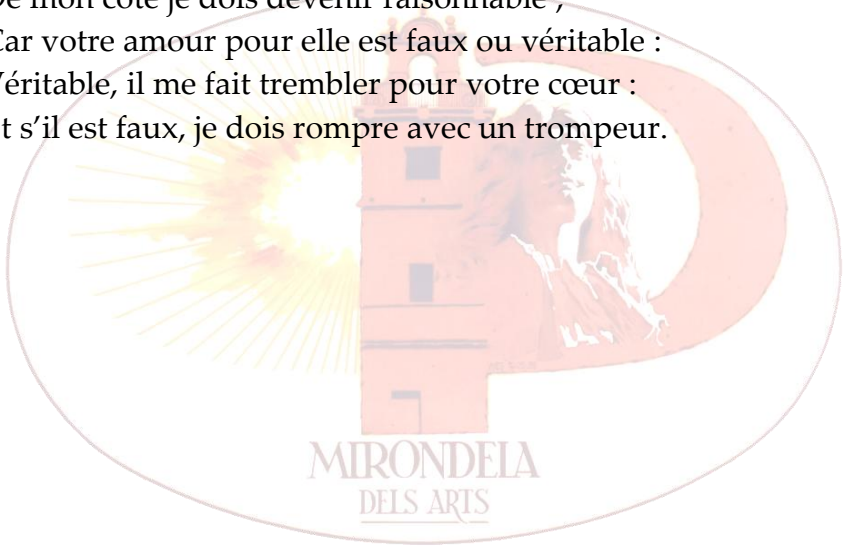 De mon côté je dois devenir raisonnable ;
Car votre amour pour elle est faux ou véritable :
Véritable, il me fait trembler pour votre cœur :
t s’il est faux, je dois rompre avec un trompeur.
MIRONDELA
DELS ARTS